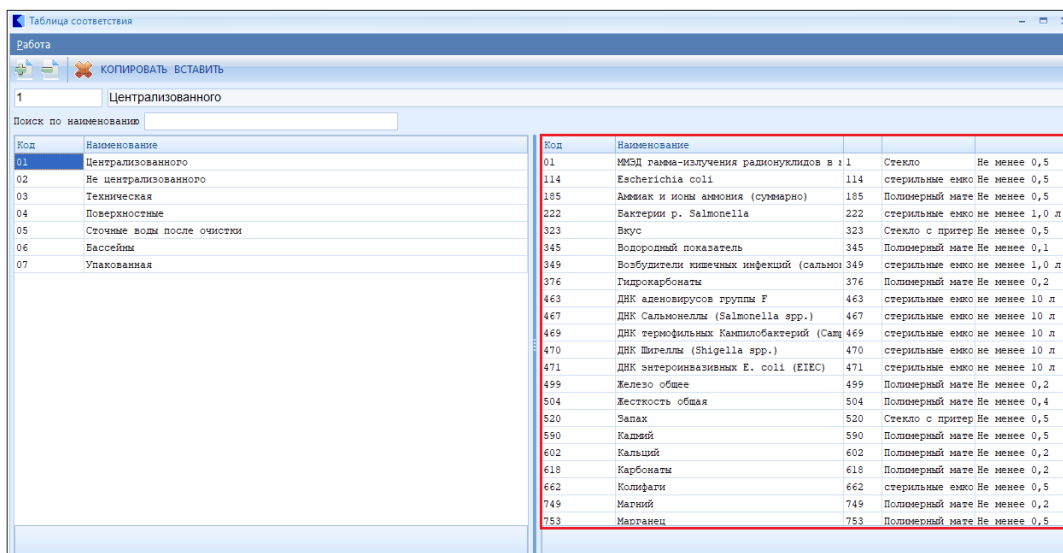 Таблица соответствия
Работа
КОПИРОВАТЬ ВСТАВИТЬ
1 Централизованного
Поиск по наименованию
Код Наименование
01 Централизованного
02 Не централизованного
03 Техническая
04 Поверхностные
05 Сточные воды после очистки
06 Бассейны
07 Упакованная
Код Наименование
01 ММЭД гамма-излучения радионуклидов в 1 Стекло Не менее 0,5
114 Escherichia coli 114 стерильные емко Не менее 0,5
185 Аммиак и ионы аммония (суммарно) 185 Полимерный мате Не менее 0,5
222 Бактерии р. Salmonella 222 стерильные емко не менее 1,0 л
323 Вкус 323 Стекло с притер Не менее 0,5
345 Водородный показатель 345 Полимерный мате Не менее 0,1
349 Возбудители кишечных инфекций (сальмо 349 стерильные емко не менее 1,0 л
376 Гидрокарбонаты 376 Полимерный мате Не менее 0,2
463 ДНК аденовирусов группы F 463 стерильные емко не менее 10 л
467 ДНК Сальмонеллы (Salmonella spp.) 467 стерильные емко не менее 10 л
469 ДНК термофильных Кампилобактерий (Cam 469 стерильные емко не менее 10 л
470 ДНК Шигеллы (Shigella spp.) 470 стерильные емко не менее 10 л
471 ДНК энтероинвазивных E. coli (EIEC) 471 стерильные емко не менее 10 л
499 Железо общее 499 Полимерный мате Не менее 0,2
504 Жесткость общая 504 Полимерный мате Не менее 0,4
520 Запах 520 Стекло с притер Не менее 0,5
590 Кадмий 590 Полимерный мате Не менее 0,5
602 Кальций 602 Полимерный мате Не менее 0,2
618 Карбонаты 618 Полимерный мате Не менее 0,2
662 Колифаги 662 стерильные емко Не менее 0,5
749 Магний 749 Полимерный мате Не менее 0,2
753 Марганец 753 Полимерный мате Не менее 0,5